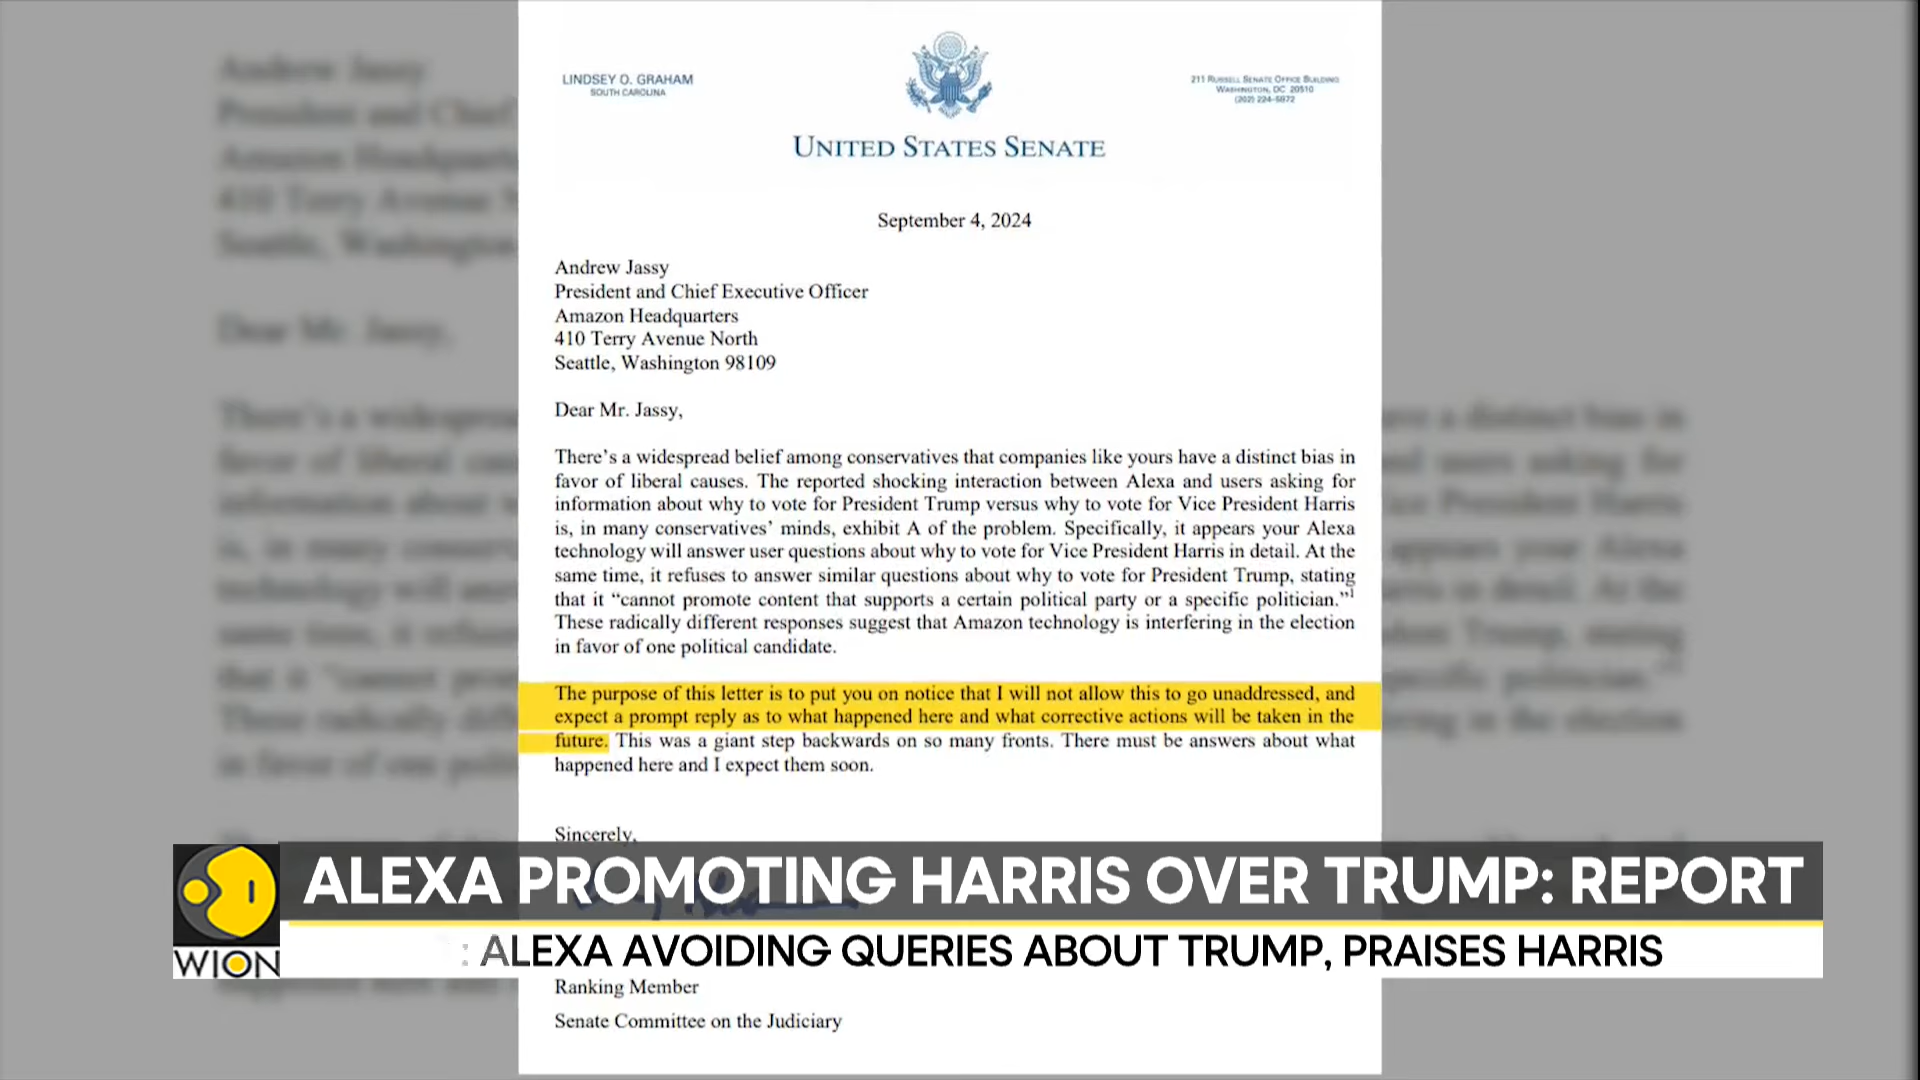 LINDSEY O. GRAHAM
SOUTH CAROLINA
211 RUSSELL SENATE OFFICE BUILDING
WASHINGTON, DC 20510
(202) 224-5972
UNITED STATES SENATE
September 4, 2024
Andrew Jassy
President and Chief Executive Officer
Amazon Headquarters
410 Terry Avenue North
Seattle, Washington 98109
Dear Mr. Jassy,
There's a widespread belief among conservatives that companies like yours have a distinct bias in
favor of liberal causes. The reported shocking interaction between Alexa and users asking for
information about why to vote for President Trump versus why to vote for Vice President Harris
is, in many conservatives' minds, exhibit A of the problem. Specifically, it appears your Alexa
technology will answer user questions about why to vote for Vice President Harris in detail. At the
same time, it refuses to answer similar questions about why to vote for President Trump, stating
that it “cannot promote content that supports a certain political party or a specific politician.”1
These radically different responses suggest that Amazon technology is interfering in the election
in favor of one political candidate.
The purpose of this letter is to put you on notice that I will not allow this to go unaddressed, and
expect a prompt reply as to what happened here and what corrective actions will be taken in the
future. This was a giant step backwards on so many fronts. There must be answers about what
happened here and I expect them soon.
Sincerely,
ALEXA PROMOTING HARRIS OVER TRUMP: REPORT
WION
: ALEXA AVOIDING QUERIES ABOUT TRUMP, PRAISES HARRIS
Ranking Member
Senate Committee on the Judiciary